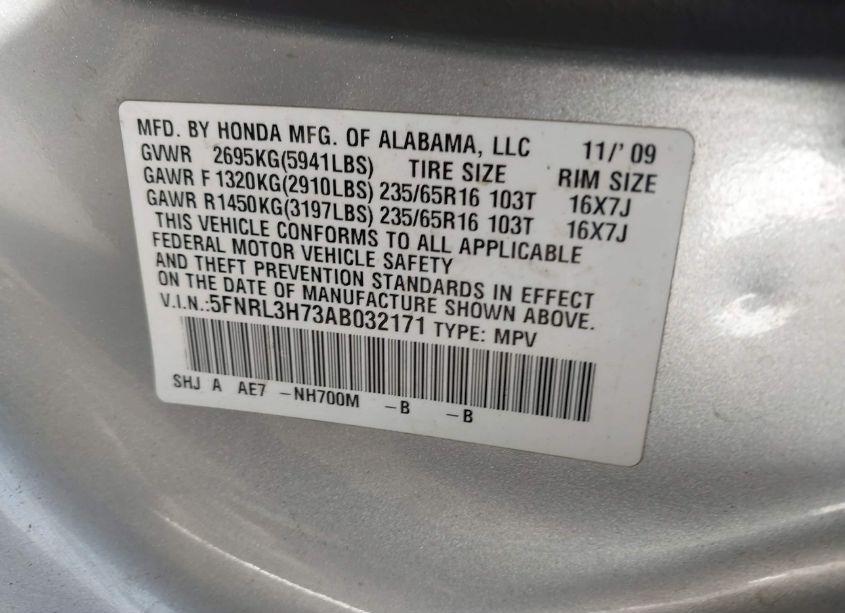 MFD. BY HONDA MFG. OF ALABAMA, LLC 11/' 09
GVWR 2695KG(5941LBS) TIRE SIZE RIM SIZE
GAWR F 1320KG(2910LBS) 235/65R16 103T 16X7J
GAWR R1450KG(3197LBS) 235/65R16 103T 16X7J
THIS VEHICLE CONFORMS TO ALL APPLICABLE
FEDERAL MOTOR VEHICLE SAFETY
AND THEFT PREVENTION STANDARDS IN EFFECT
ON THE DATE OF MANUFACTURE SHOWN ABOVE.
V.I.N.:5FNRL3H73AB032171 TYPE: MPV
SHJ A AE7 -NH700M -B -B